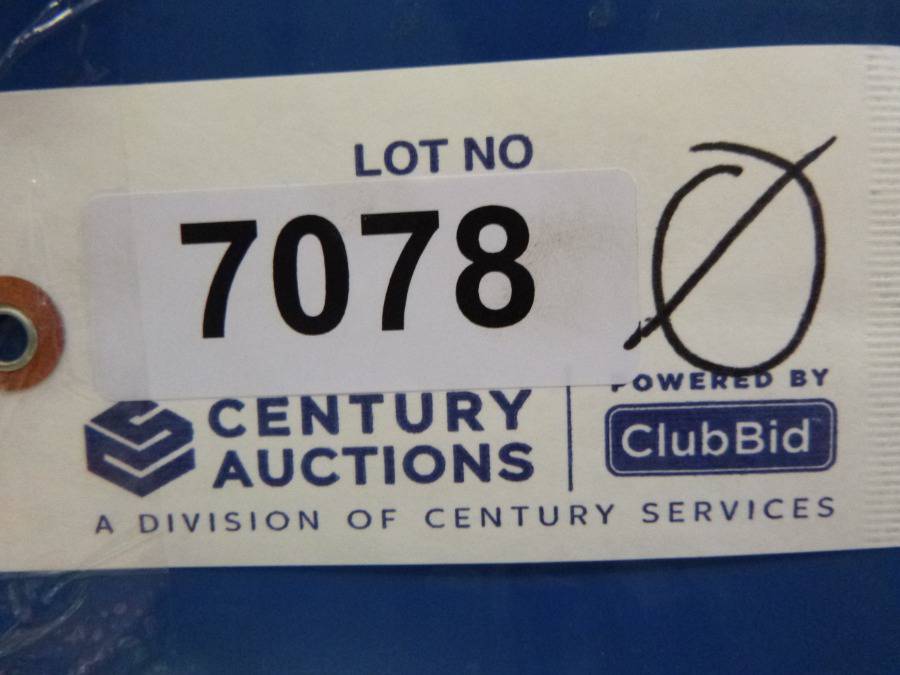 LOT NO
7078 Ø
CENTURY
AUCTIONS
POWERED BY
ClubBid
A DIVISION OF CENTURY SERVICES